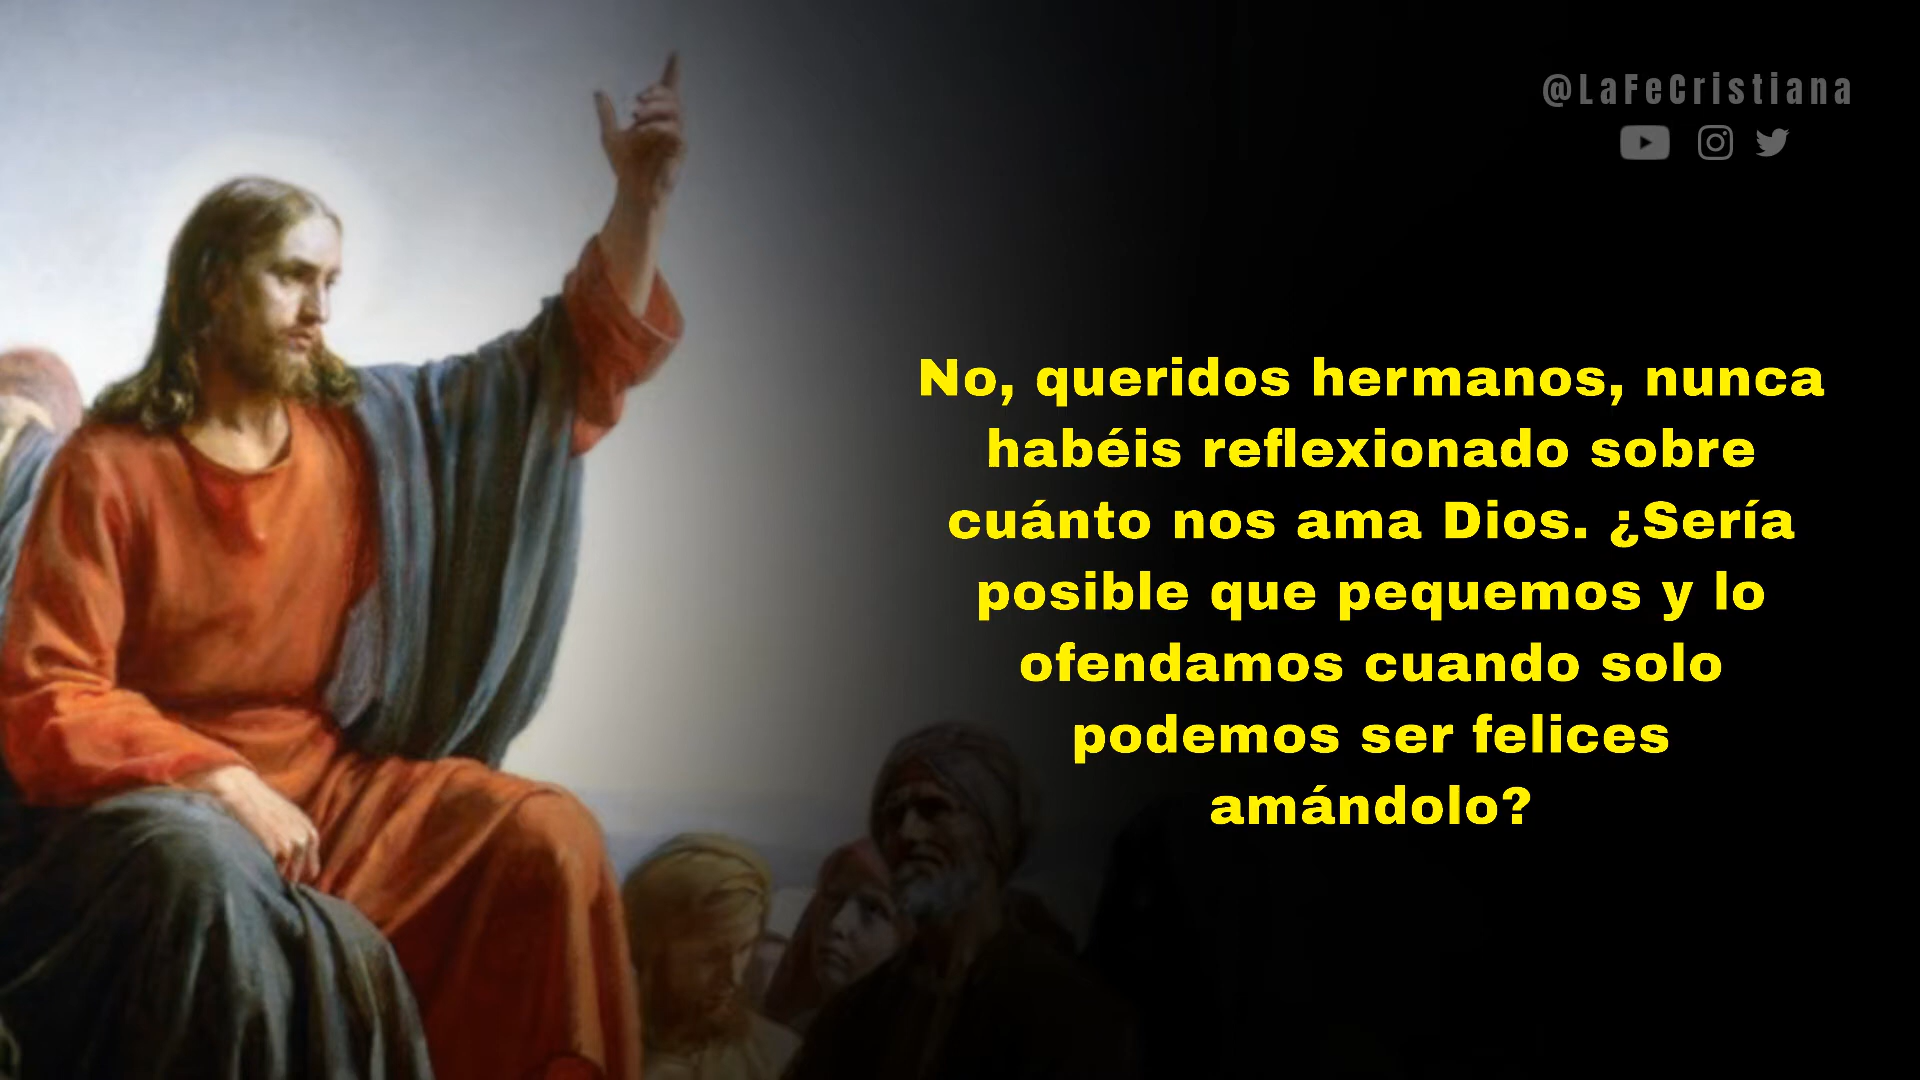 @LaFeCristiana
No, queridos hermanos, nunca
habéis reflexionado sobre
cuánto nos ama Dios. ¿Sería
posible que pequemos y lo
ofendamos cuando solo
podemos ser felices
amándolo?